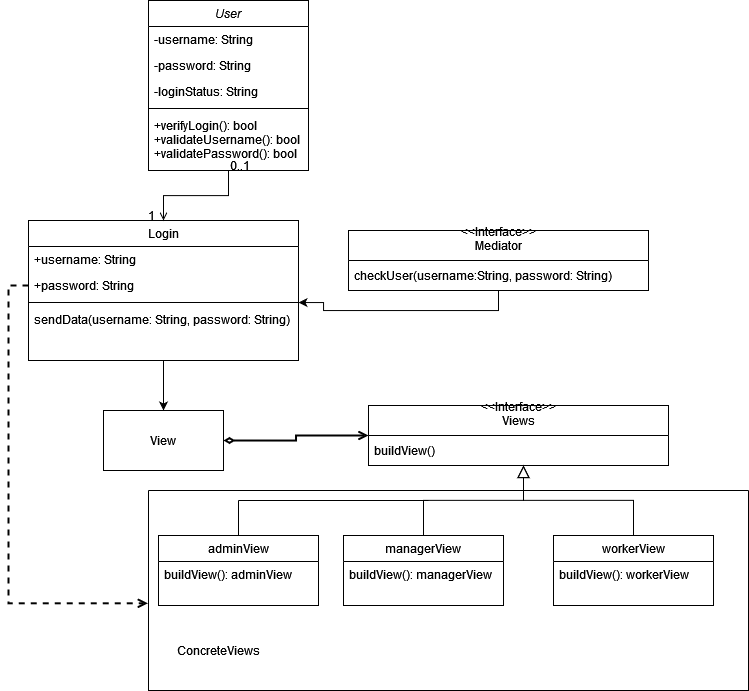 User
-username: String
-password: String
-loginStatus: String
+verifyLogin(): bool
+validateUsername(): bool
+validatePassword(): bool
0..1
1
Login
+username: String
+password: String
sendData(username: String, password: String)
<<Interface>>
Mediator
checkUser(username:String, password: String)
View
<<Interface>>
Views
buildView()
adminView
buildView(): adminView
managerView
buildView(): managerView
workerView
buildView(): workerView
ConcreteViews